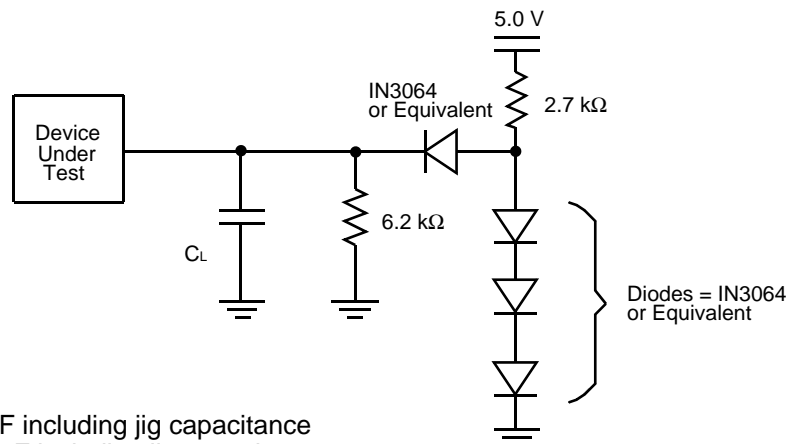 5.0 V
IN3064
or Equivalent
2.7 kΩ
Device
Under
Test
6.2 kΩ
CL
Diodes = IN3064
or Equivalent
F including jig capacitance